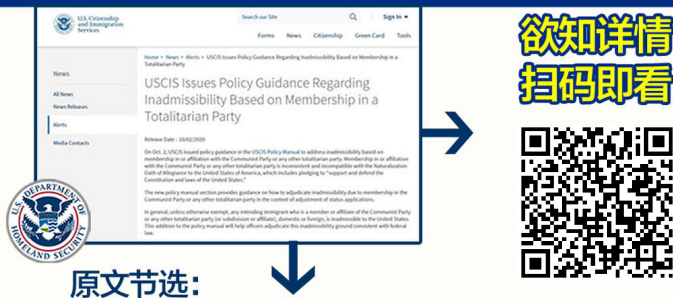 U.S. Citizenship
and Immigration
Services
Search our Site
Sign In
Forms News Citizenship Green Card Tools
Home > News > Alerts > USCIS Issues Policy Guidance Regarding Inadmissibility Based on Membership in a
Totalitarian Party
News
All News
News Releases
Alerts
Media Contacts
USCIS Issues Policy Guidance Regarding
Inadmissibility Based on Membership in a
Totalitarian Party
Release Date : 10/02/2020
On Oct. 2, USCIS issued policy guidance in the USCIS Policy Manual to address inadmissibility based on
membership in or affiliation with the Communist Party or any other totalitarian party. Membership in or affiliation
with the Communist Party or any other totalitarian party is inconsistent and incompatible with the Naturalization
Oath of Allegiance to the United States of America, which includes pledging to "support and defend the
Constitution and laws of the United States."
The new policy manual section provides guidance on how to adjudicate inadmissibility due to membership in the
Communist Party or any other totalitarian party in the context of adjustment of status applications.
In general, unless otherwise exempt, any intending immigrant who is a member or affiliate of the Communist Party
or any other totalitarian party (or subdivision or affiliate), domestic or foreign, is inadmissible to the United States.
This addition to the policy manual will help officers adjudicate this inadmissibility ground consistent with federal
law.
欲知详情
扫码即看
U.S. DEPARTMENT OF
HOMELAND SECURITY
原文节选：